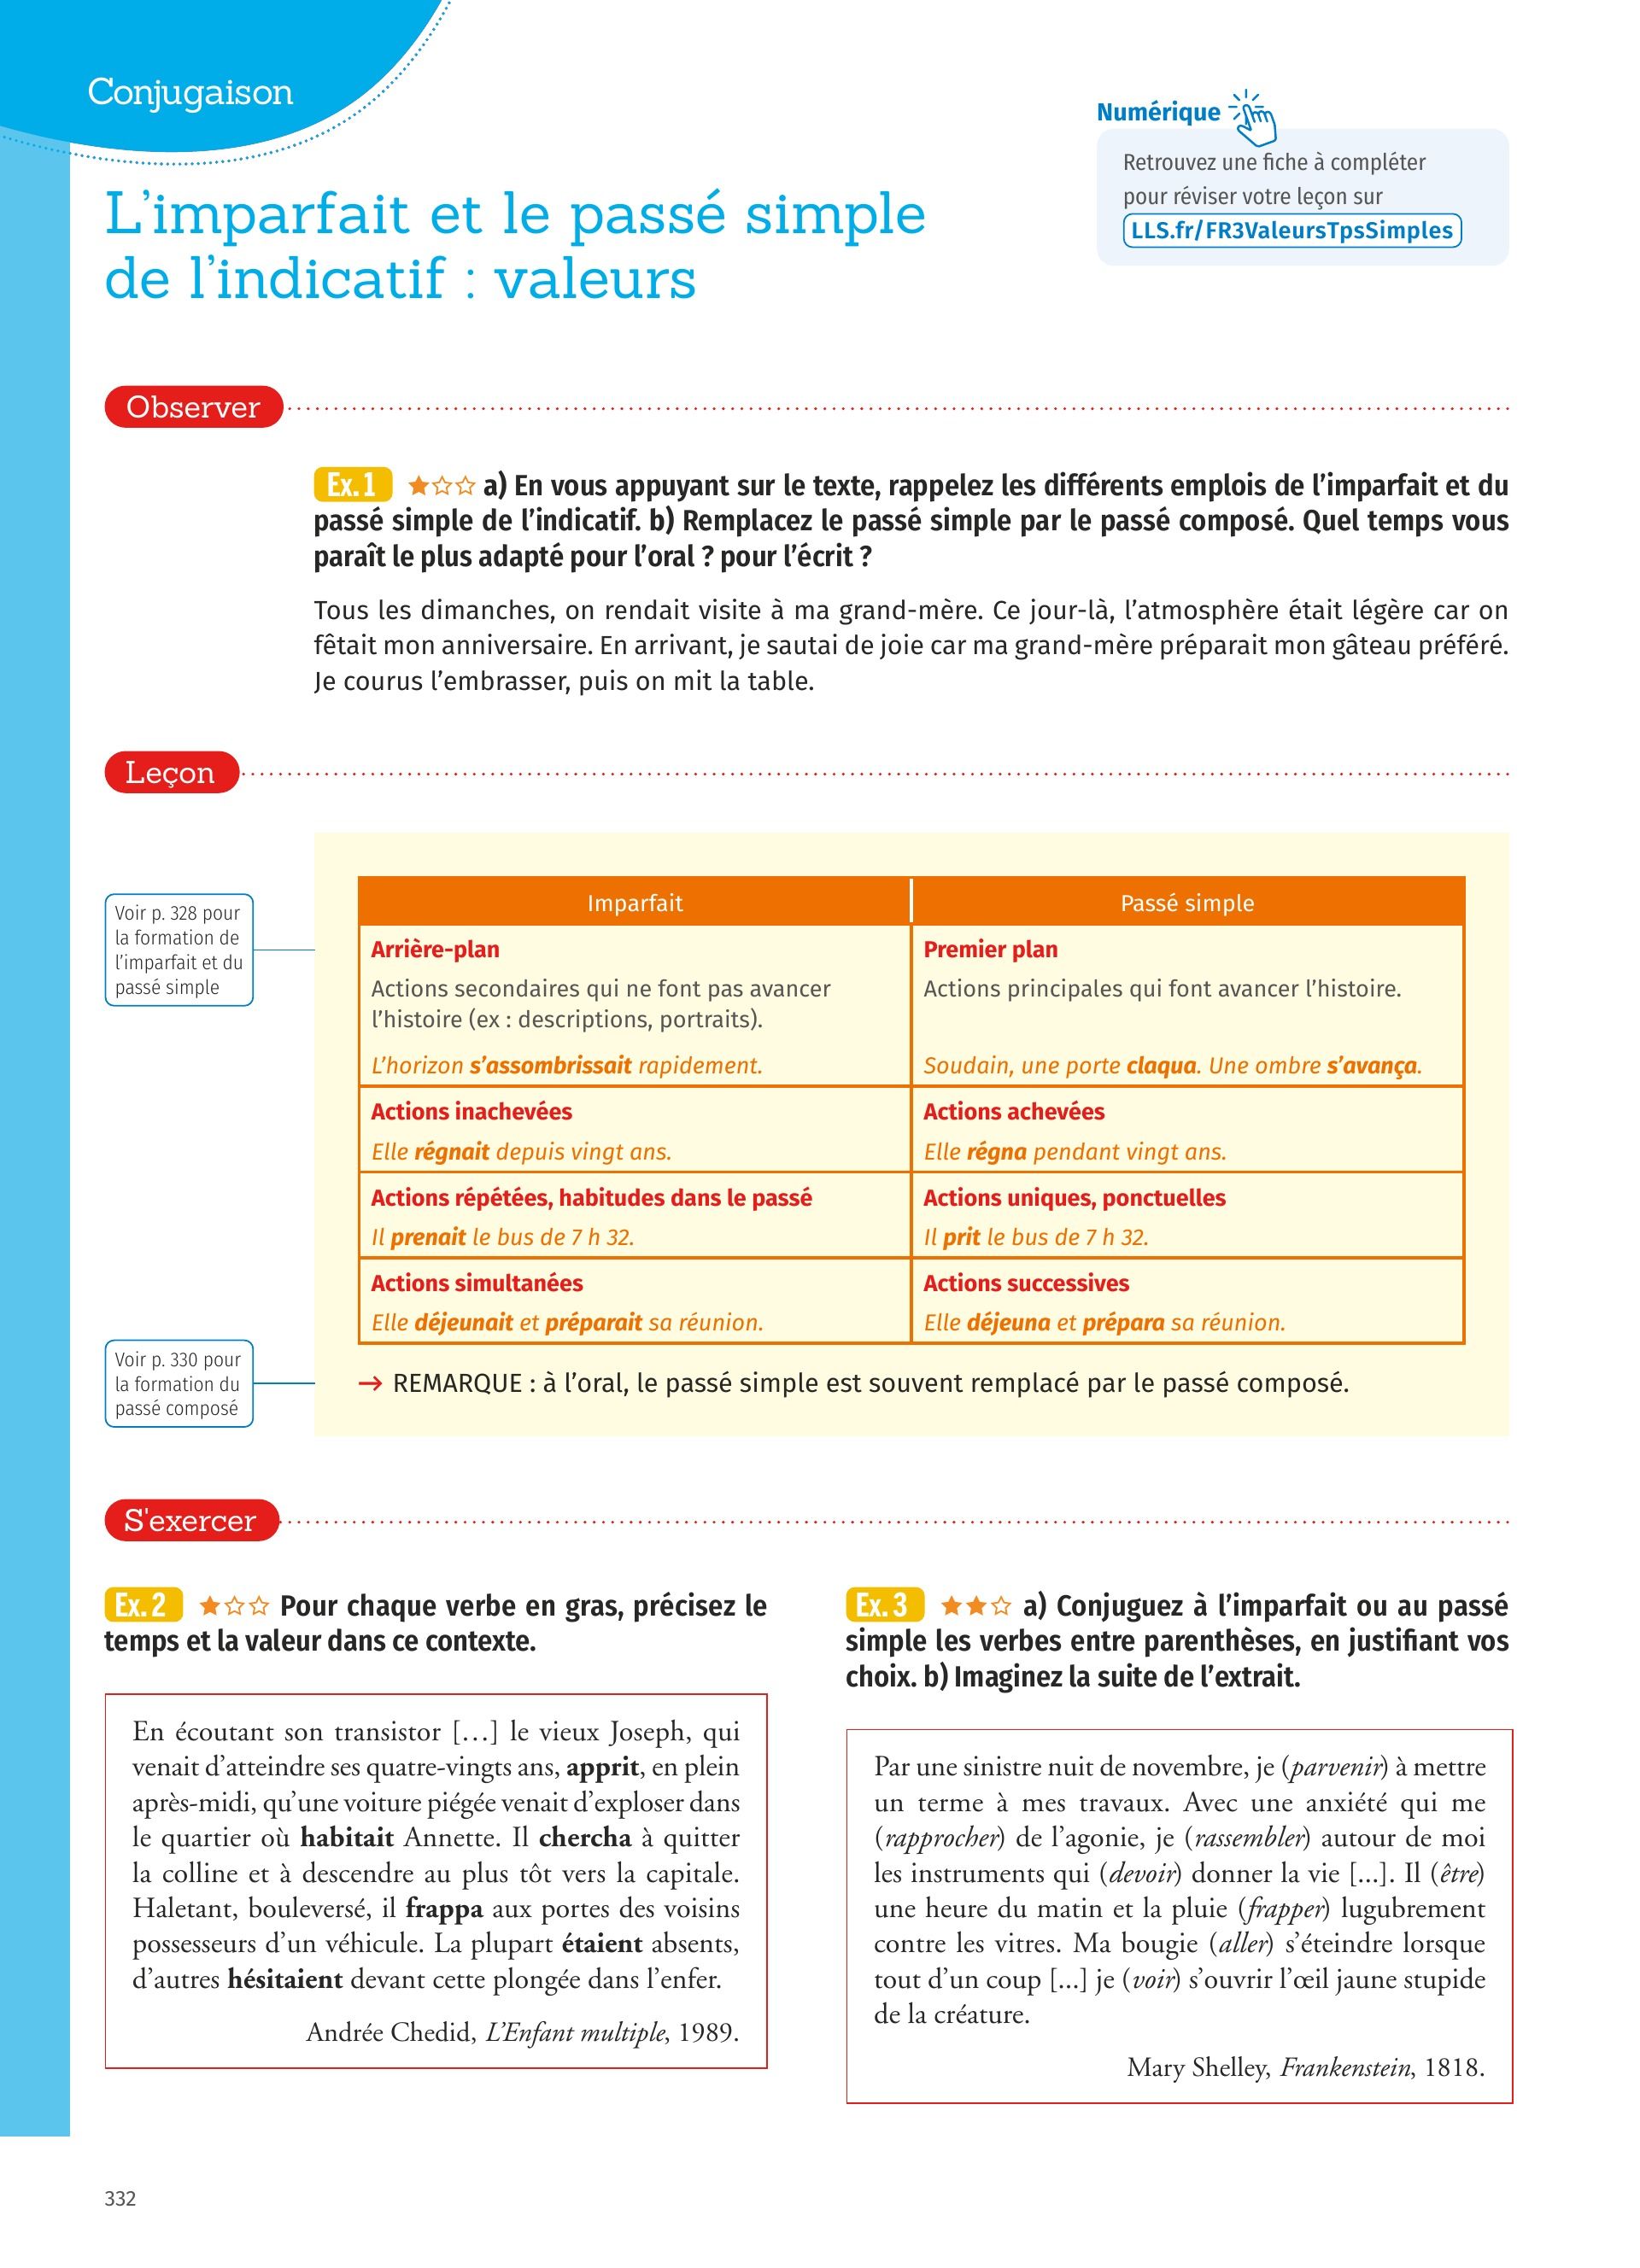 Conjugaison
Numérique
Retrouvez une fiche à compléter
pour réviser votre leçon sur
LLS.fr/FR3ValeursTpsSimples
L'imparfait et le passé simple
de l'indicatif : valeurs
Observer
Ex. 1 ★☆☆ a) En vous appuyant sur le texte, rappelez les différents emplois de l'imparfait et du
passé simple de l'indicatif. b) Remplacez le passé simple par le passé composé. Quel temps vous
paraît le plus adapté pour l'oral ? pour l'écrit ?
Tous les dimanches, on rendait visite à ma grand-mère. Ce jour-là, l'atmosphère était légère car on
fêtait mon anniversaire. En arrivant, je sautai de joie car ma grand-mère préparait mon gâteau préféré.
Je courus l'embrasser, puis on mit la table.
Leçon
Voir p. 328 pour
la formation de
l'imparfait et du
passé simple
Imparfait
Passé simple
Arrière-plan
Actions secondaires qui ne font pas avancer
l'histoire (ex : descriptions, portraits).
L'horizon s'assombrissait rapidement.
Premier plan
Actions principales qui font avancer l'histoire.
Soudain, une porte claqua. Une ombre s'avança.
Actions inachevées
Elle régnait depuis vingt ans.
Actions achevées
Elle régna pendant vingt ans.
Actions répétées, habitudes dans le passé
Il prenait le bus de 7 h 32.
Actions uniques, ponctuelles
Il prit le bus de 7 h 32.
Actions simultanées
Elle déjeunait et préparait sa réunion.
Actions successives
Elle déjeuna et prépara sa réunion.
Voir p. 330 pour
la formation du
passé composé
→ REMARQUE : à l'oral, le passé simple est souvent remplacé par le passé composé.
S'exercer
Ex. 2 ★☆☆ Pour chaque verbe en gras, précisez le
temps et la valeur dans ce contexte.
En écoutant son transistor […] le vieux Joseph, qui
venait d'atteindre ses quatre-vingts ans, apprit, en plein
après-midi, qu'une voiture piégée venait d'exploser dans
le quartier où habitait Annette. Il chercha à quitter
la colline et à descendre au plus tôt vers la capitale.
Haletant, bouleversé, il frappa aux portes des voisins
possesseurs d'un véhicule. La plupart étaient absents,
d'autres hésitaient devant cette plongée dans l'enfer.
Andrée Chedid, L'Enfant multiple, 1989.
Ex. 3 ★★☆ a) Conjuguez à l'imparfait ou au passé
simple les verbes entre parenthèses, en justifiant vos
choix. b) Imaginez la suite de l'extrait.
Par une sinistre nuit de novembre, je (parvenir) à mettre
un terme à mes travaux. Avec une anxiété qui me
(rapprocher) de l'agonie, je (rassembler) autour de moi
les instruments qui (devoir) donner la vie [...]. Il (être)
une heure du matin et la pluie (frapper) lugubrement
contre les vitres. Ma bougie (aller) s'éteindre lorsque
tout d'un coup [...] je (voir) s'ouvrir l'œil jaune stupide
de la créature.
Mary Shelley, Frankenstein, 1818.
332